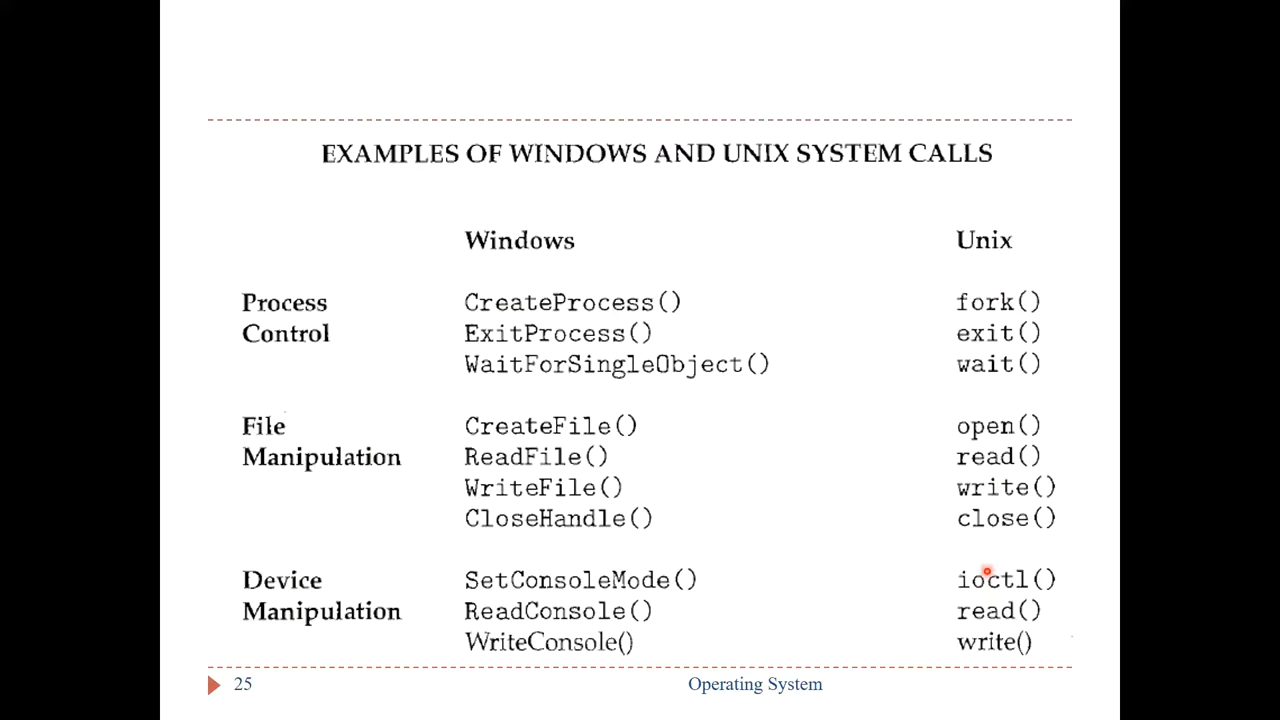 EXAMPLES OF WINDOWS AND UNIX SYSTEM CALLS
Windows Unix
Process CreateProcess() fork()
Control ExitProcess() exit()
WaitForSingleObject() wait()
File CreateFile() open()
Manipulation ReadFile() read()
WriteFile() write()
CloseHandle() close()
Device SetConsoleMode() ioctl()
Manipulation ReadConsole() read()
WriteConsole() write()
25 Operating System